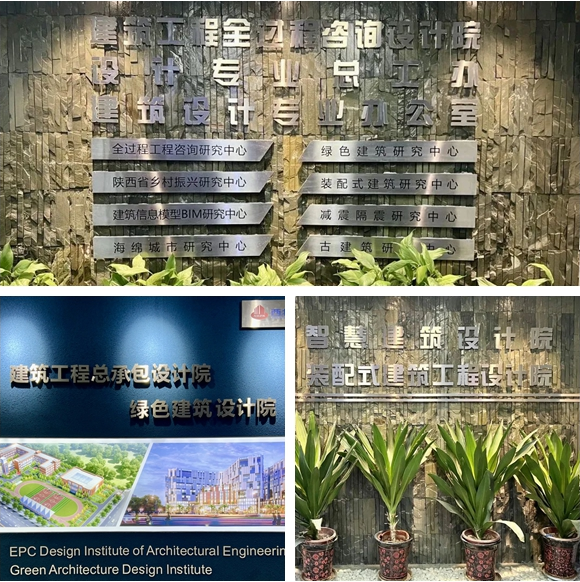 建筑工程全过程咨询设计院
设计专业总工办
建筑设计专业办公室
全过程工程咨询研究中心
陕西省乡村振兴研究中心
建筑信息模型BIM研究中心
海绵城市研究中心
绿色建筑研究中心
装配式建筑研究中心
减震隔震研究中心
古建筑研中心
建筑工程总承包设计院
绿色建筑设计院
EPC Design Institute of Architectural Engineerin
Green Architecture Design Institute
智慧建筑设计院
装配式建筑工程设计院